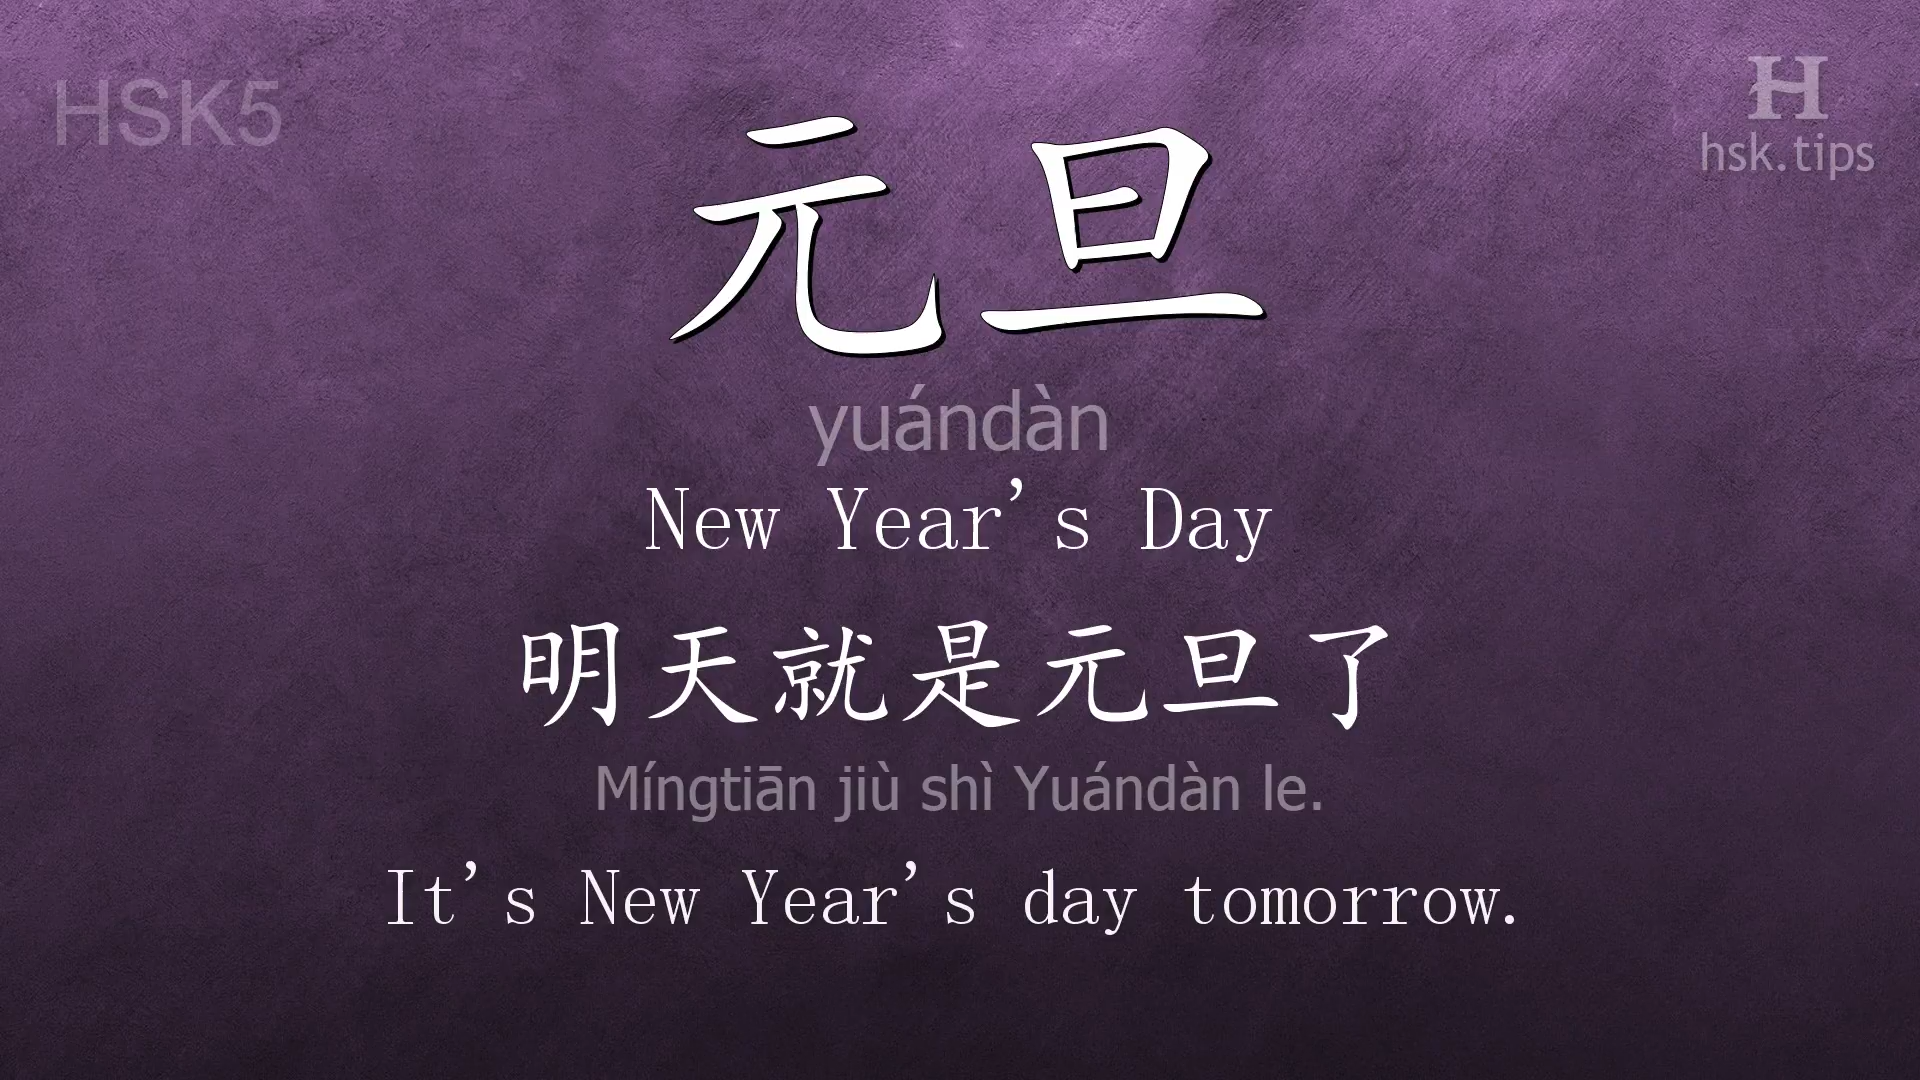 HSK5
H
hsk.tips
元旦
yuándàn
New Year's Day
明天就是元旦了
Míngtiān jiù shì Yuándàn le.
It's New Year's day tomorrow.